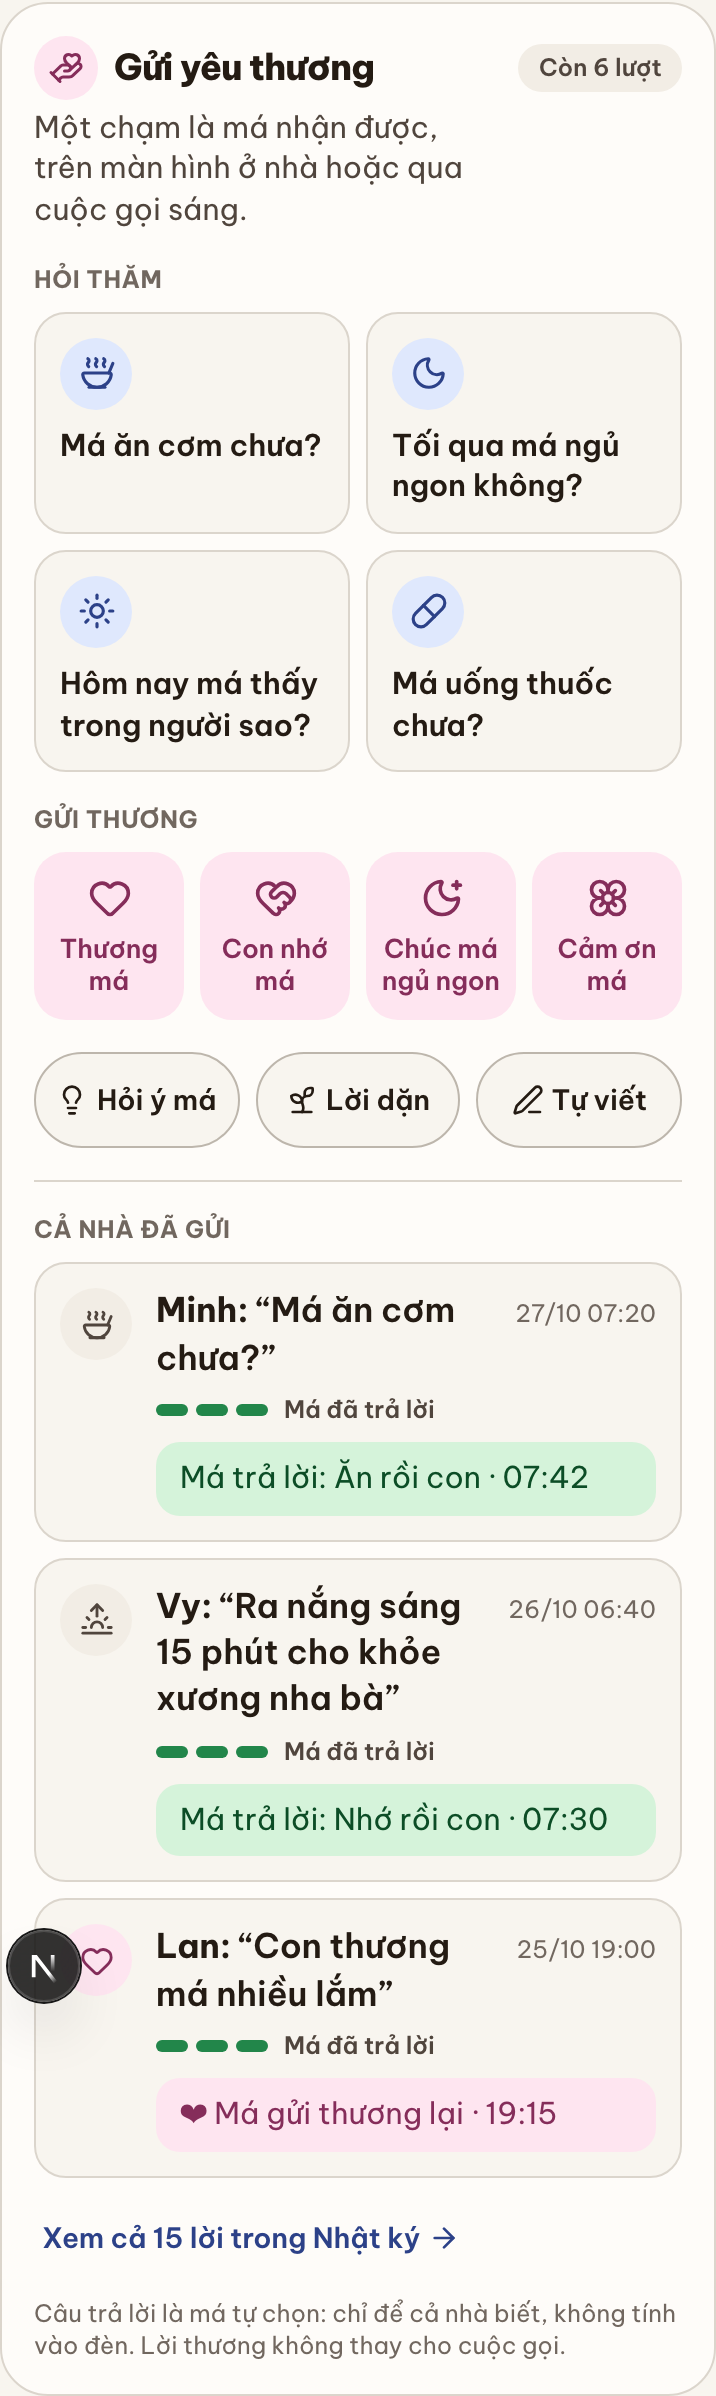 Gửi yêu thương
Còn 6 lượt
Một chạm là má nhận được,
trên màn hình ở nhà hoặc qua
cuộc gọi sáng.
HỎI THĂM
Má ăn cơm chưa?
Tối qua má ngủ
ngon không?
Hôm nay má thấy
trong người sao?
Má uống thuốc
chưa?
GỬI THƯƠNG
Thương
má
Con nhớ
má
Chúc má
ngủ ngon
Cảm ơn
má
Hỏi ý má
Lời dặn
Tự viết
CẢ NHÀ ĐÃ GỬI
Minh: “Má ăn cơm
chưa?”
27/10 07:20
Má đã trả lời
Má trả lời: Ăn rồi con · 07:42
Vy: “Ra nắng sáng
15 phút cho khỏe
xương nha bà”
26/10 06:40
Má đã trả lời
Má trả lời: Nhớ rồi con · 07:30
N
Lan: “Con thương
má nhiều lắm”
25/10 19:00
Má đã trả lời
❤ Má gửi thương lại · 19:15
Xem cả 15 lời trong Nhật ký →
Câu trả lời là má tự chọn: chỉ để cả nhà biết, không tính
vào đèn. Lời thương không thay cho cuộc gọi.